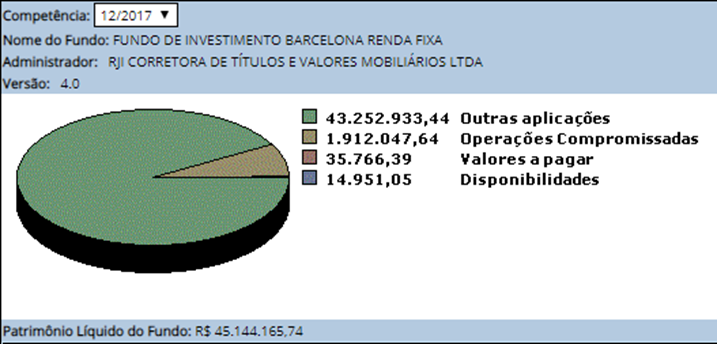 Competência: 12/2017 ▼
Nome do Fundo: FUNDO DE INVESTIMENTO BARCELONA RENDA FIXA
Administrador: RJI CORRETORA DE TÍTULOS E VALORES MOBILIÁRIOS LTDA
Versão: 4.0
43.252.933,44 Outras aplicações
1.912.047,64 Operações Compromissadas
35.766,39 Valores a pagar
14.951,05 Disponibilidades
Patrimônio Líquido do Fundo: R$ 45.144.165,74